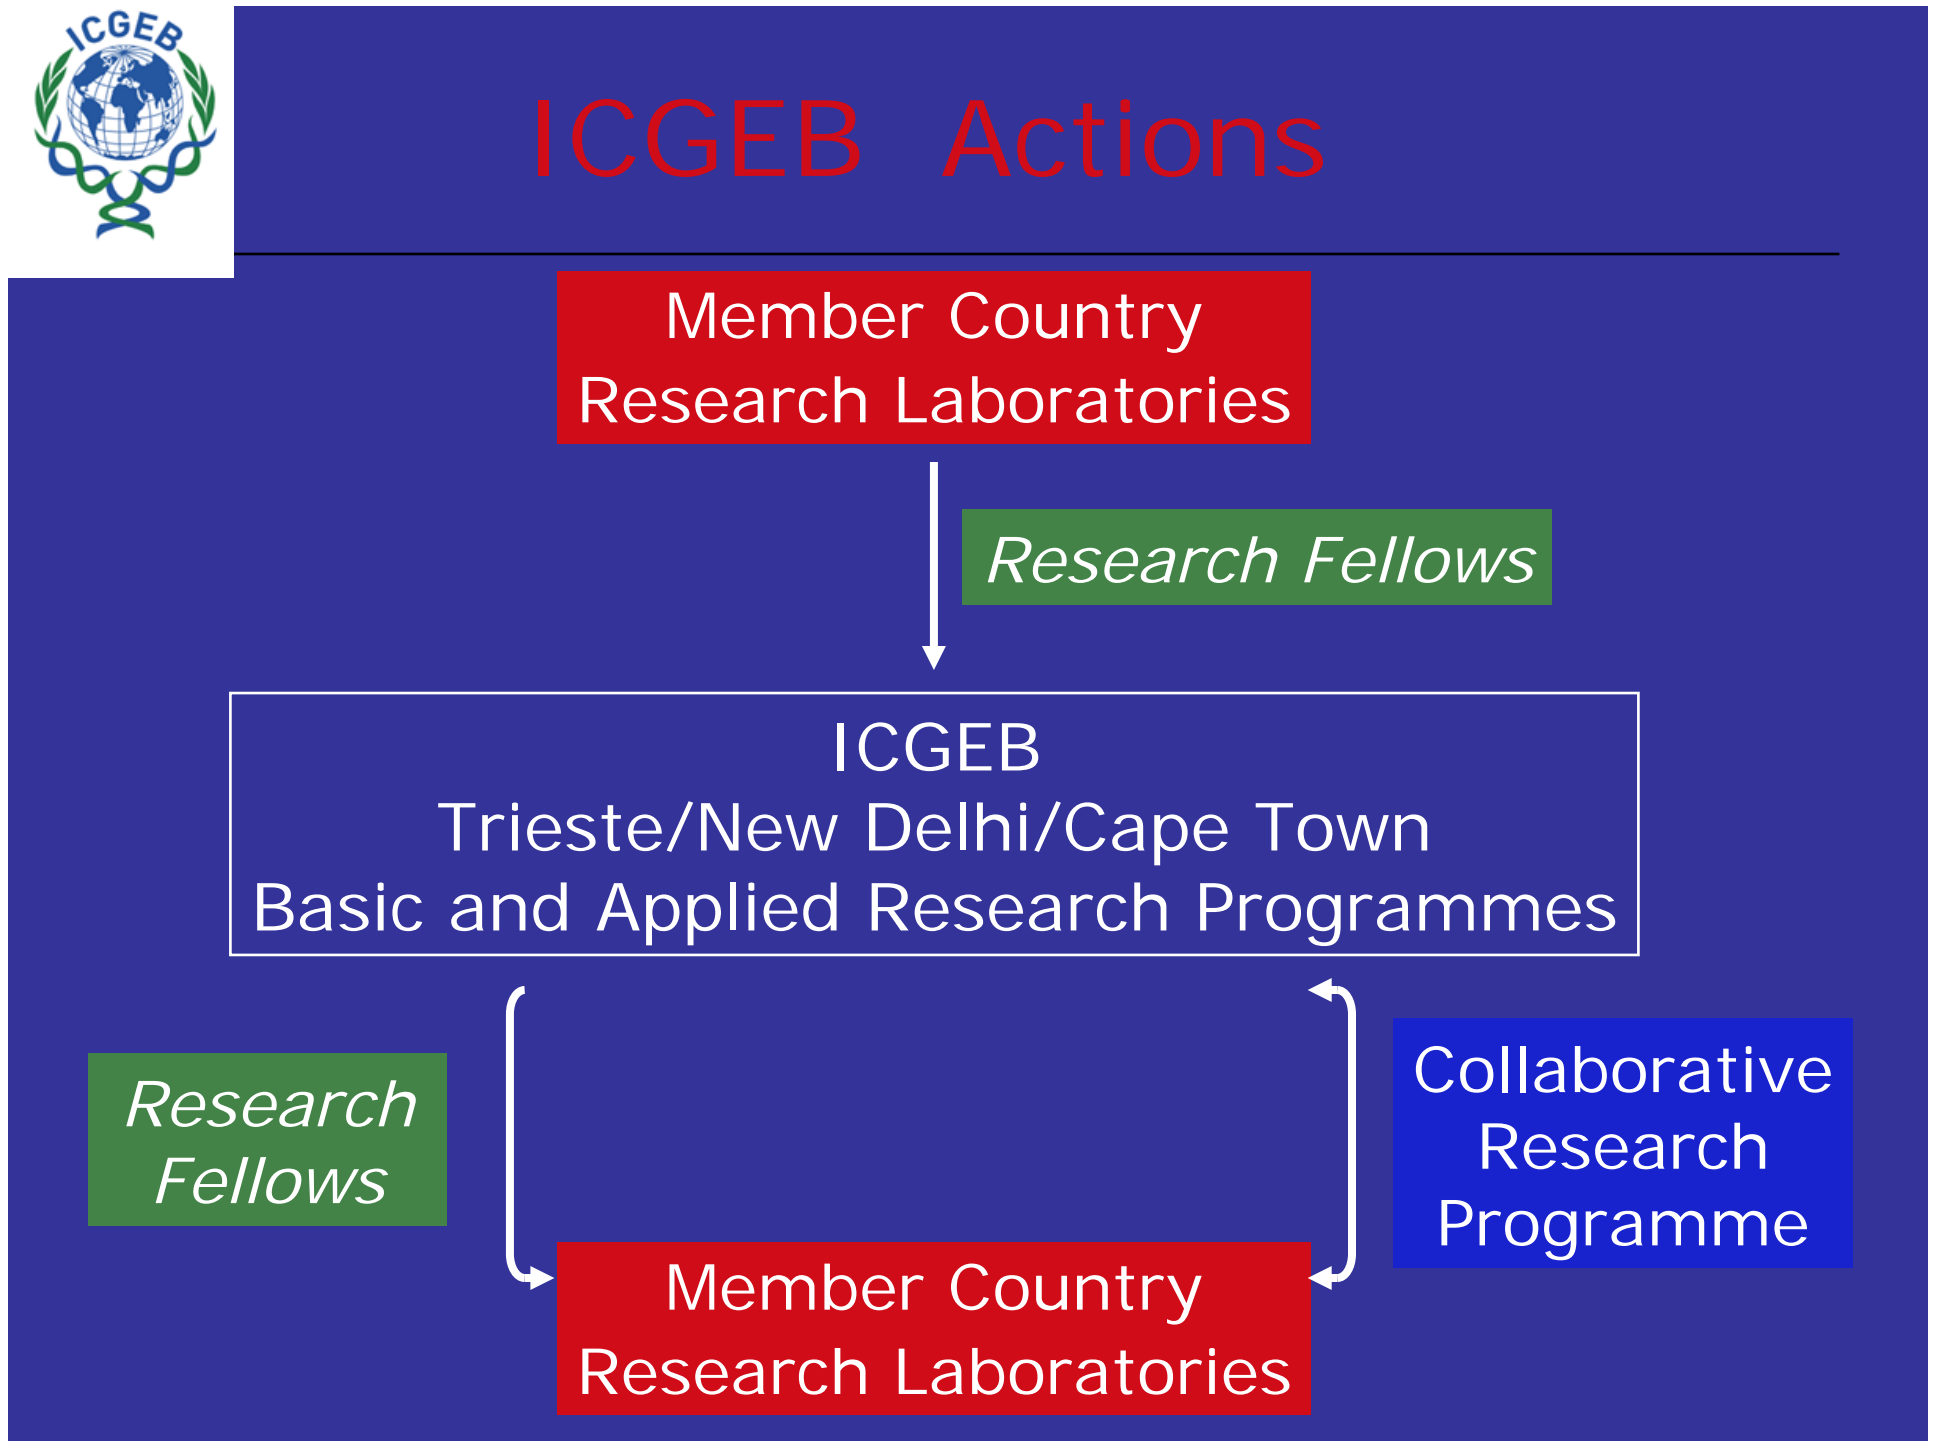 ICGEB
ICGEB Actions
Member Country
Research Laboratories
Research Fellows
ICGEB
Trieste/New Delhi/Cape Town
Basic and Applied Research Programmes
Research
Fellows
Collaborative
Research
Programme
Member Country
Research Laboratories